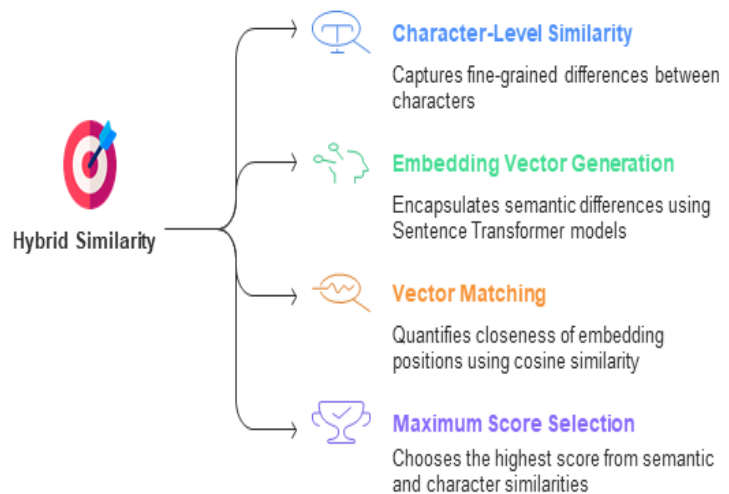 Character-Level Similarity
Captures fine-grained differences between
characters
Embedding Vector Generation
Encapsulates semantic differences using
Sentence Transformer models
Hybrid Similarity
Vector Matching
Quantifies closeness of embedding
positions using cosine similarity
Maximum Score Selection
Chooses the highest score from semantic
and character similarities